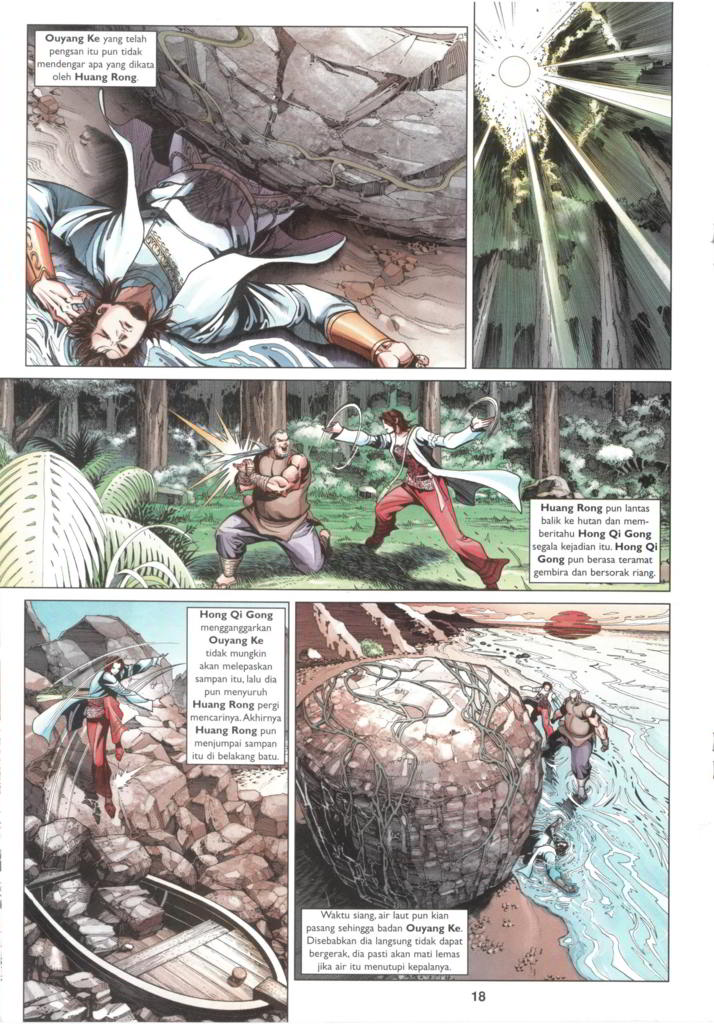 Ouyang Ke yang telah
pengsan itu pun tidak
mendengar apa yang dikata
oleh Huang Rong.
Huang Rong pun lantas
balik ke hutan dan mem-
beritahu Hong Qi Gong
segala kejadian itu. Hong Qi
Gong pun berasa teramat
gembira dan bersorak riang.
Hong Qi Gong
mengganggarkan
Ouyang Ke
tidak mungkin
akan melepaskan
sampan itu, lalu dia
pun menyuruh
Huang Rong pergi
mencarinya. Akhirnya
Huang Rong pun
menjumpai sampan
itu di belakang batu.
Waktu siang, air laut pun kian
pasang sehingga badan Ouyang Ke.
Disebabkan dia langsung tidak dapat
bergerak, dia pasti akan mati lemas
jika air itu menutupi kepalanya.
18